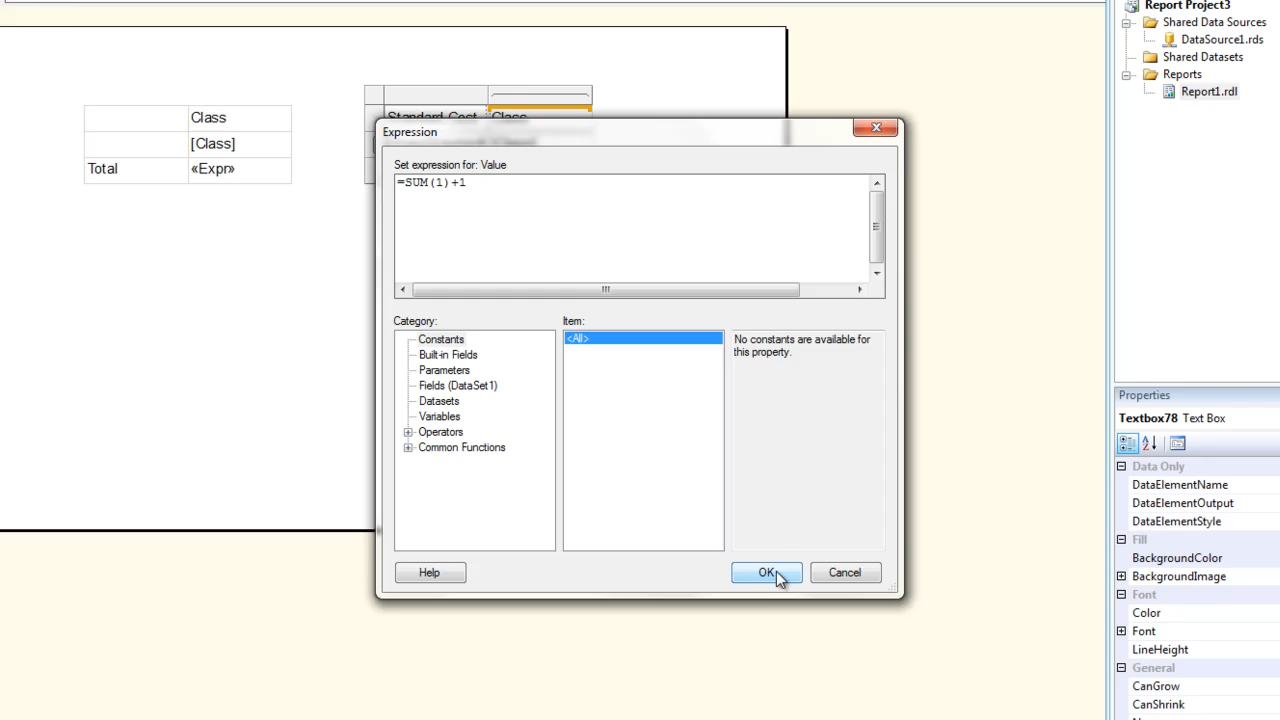 Report Project3
Shared Data Sources
DataSource1.rds
Shared Datasets
Reports
Report1.rdl
Class
[Class]
Total «Expr»
Standard Cost Class
Expression
Set expression for: Value
=SUM(1)+1
Category:
Item:
Constants
Built-in Fields
Parameters
Fields (DataSet1)
Datasets
Variables
Operators
Common Functions
<All>
No constants are available for
this property.
Help
OK
Cancel
Properties
Textbox78 Text Box
Data Only
DataElementName
DataElementOutput
DataElementStyle
Fill
BackgroundColor
BackgroundImage
Font
Color
Font
LineHeight
General
CanGrow
CanShrink